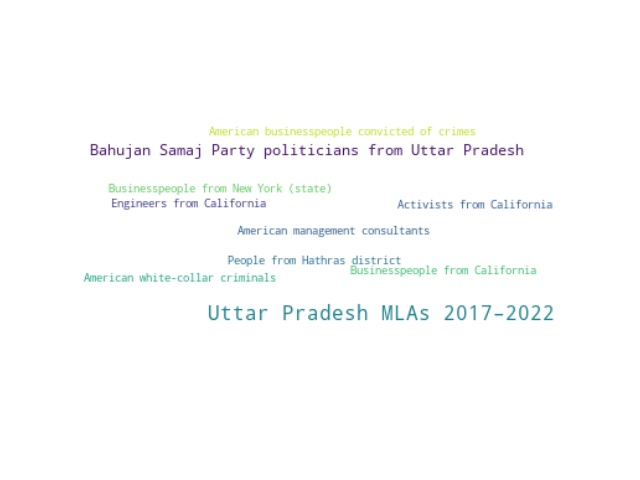 American businesspeople convicted of crimes
Bahujan Samaj Party politicians from Uttar Pradesh
Businesspeople from New York (state)
Engineers from California
Activists from California
American management consultants
People from Hathras district
Businesspeople from California
American white-collar criminals
Uttar Pradesh MLAs 2017–2022